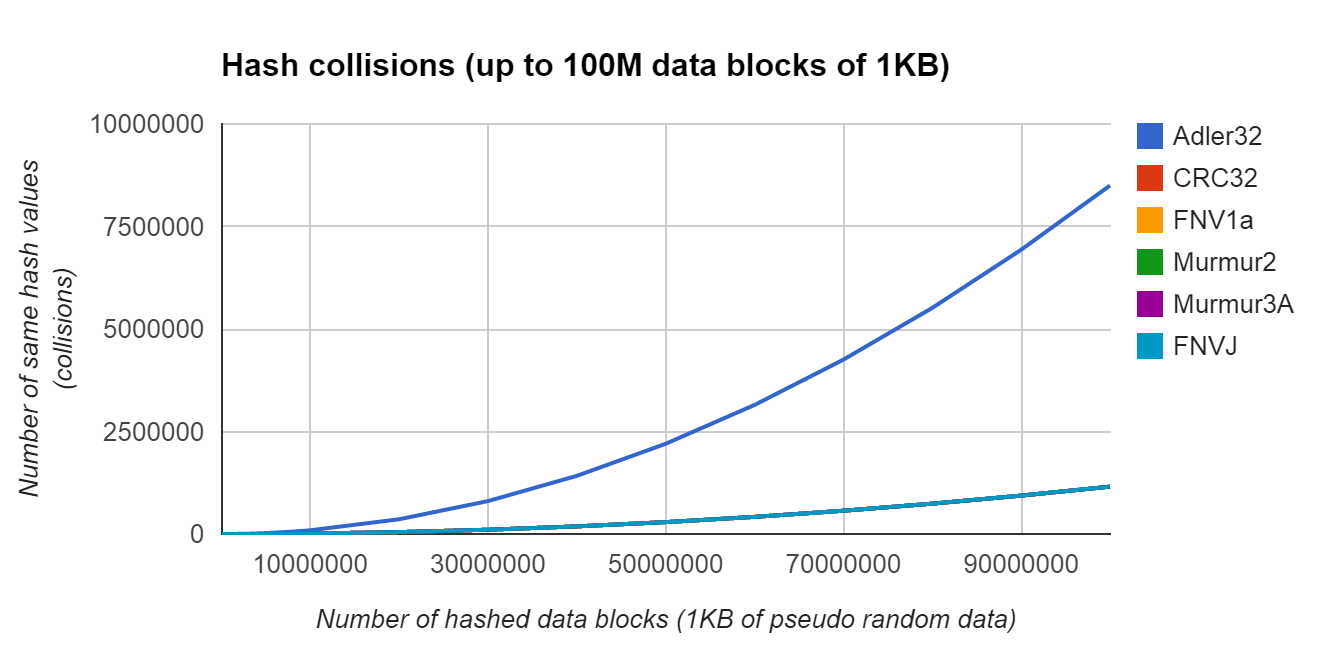 Hash collisions (up to 100M data blocks of 1KB)
10000000
7500000
5000000
2500000
0
Number of same hash values
(collisions)
10000000
30000000
50000000
70000000
90000000
Number of hashed data blocks (1KB of pseudo random data)
Adler32
CRC32
FNV1a
Murmur2
Murmur3A
FNVJ